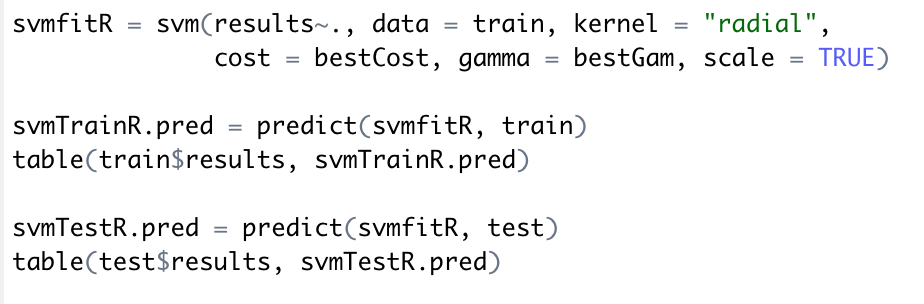 svmfitR = svm(results~., data = train, kernel = "radial",
cost = bestCost, gamma = bestGam, scale = TRUE)
svmTrainR.pred = predict(svmfitR, train)
table(train$results, svmTrainR.pred)
svmTestR.pred = predict(svmfitR, test)
table(test$results, svmTestR.pred)